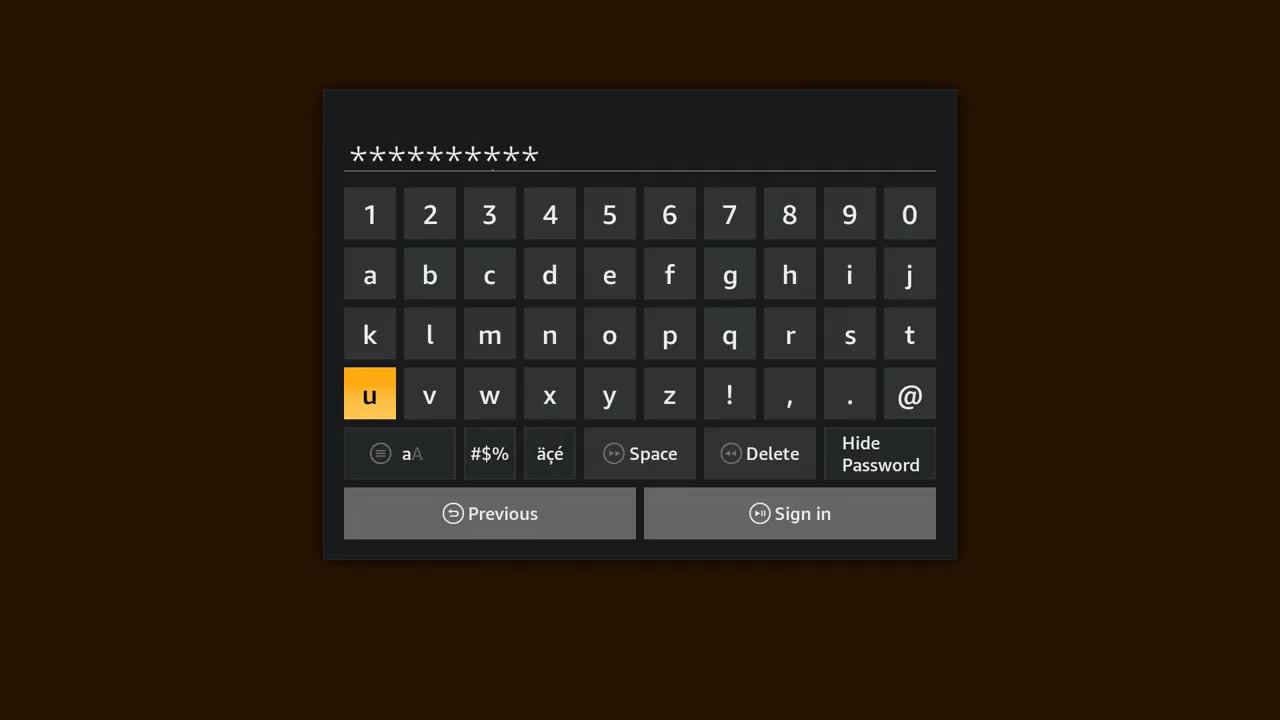 **********
1 2 3 4 5 6 7 8 9 0
a b c d e f g h i j
k l m n o p q r s t
u v w x y z ! , . @
aA #$% äçé Space Delete Hide Password
Previous Sign in